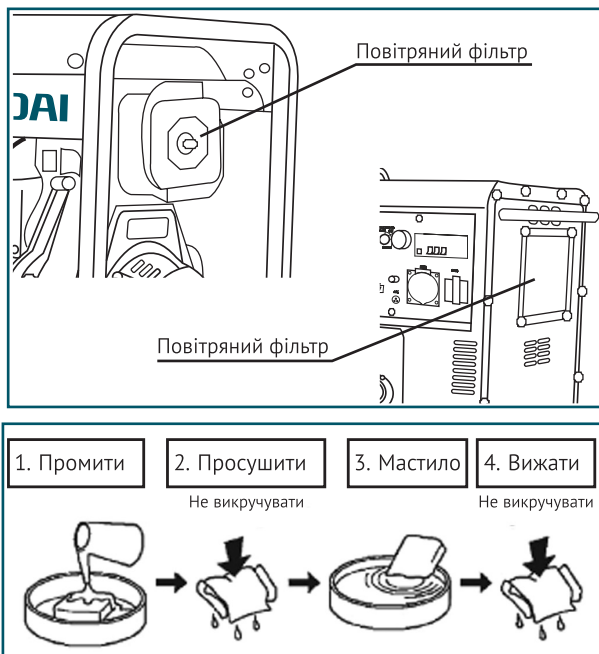 Повітряний фільтр
DAI
Повітряний фільтр
1. Промити
2. Просушити
3. Мастило
4. Вижати
Не викручувати
Не викручувати